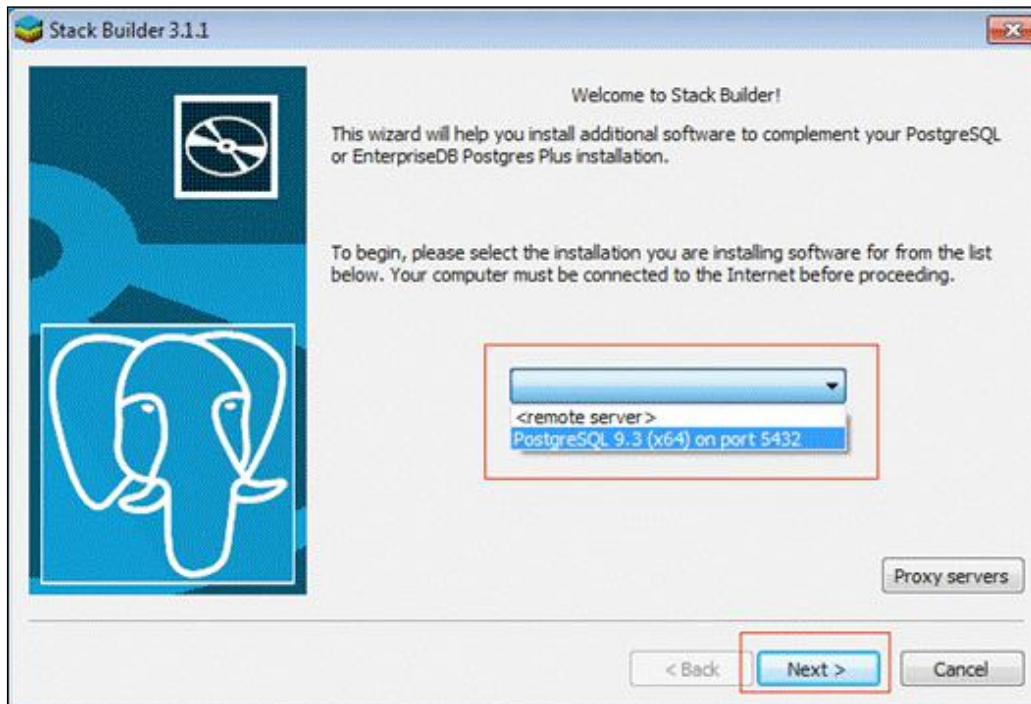 Stack Builder 3.1.1
Welcome to Stack Builder!
This wizard will help you install additional software to complement your PostgreSQL
or EnterpriseDB Postgres Plus installation.
To begin, please select the installation you are installing software for from the list
below. Your computer must be connected to the Internet before proceeding.
<remote server>
PostgreSQL 9.3 (x64) on port 5432
Proxy servers
< Back
Next >
Cancel